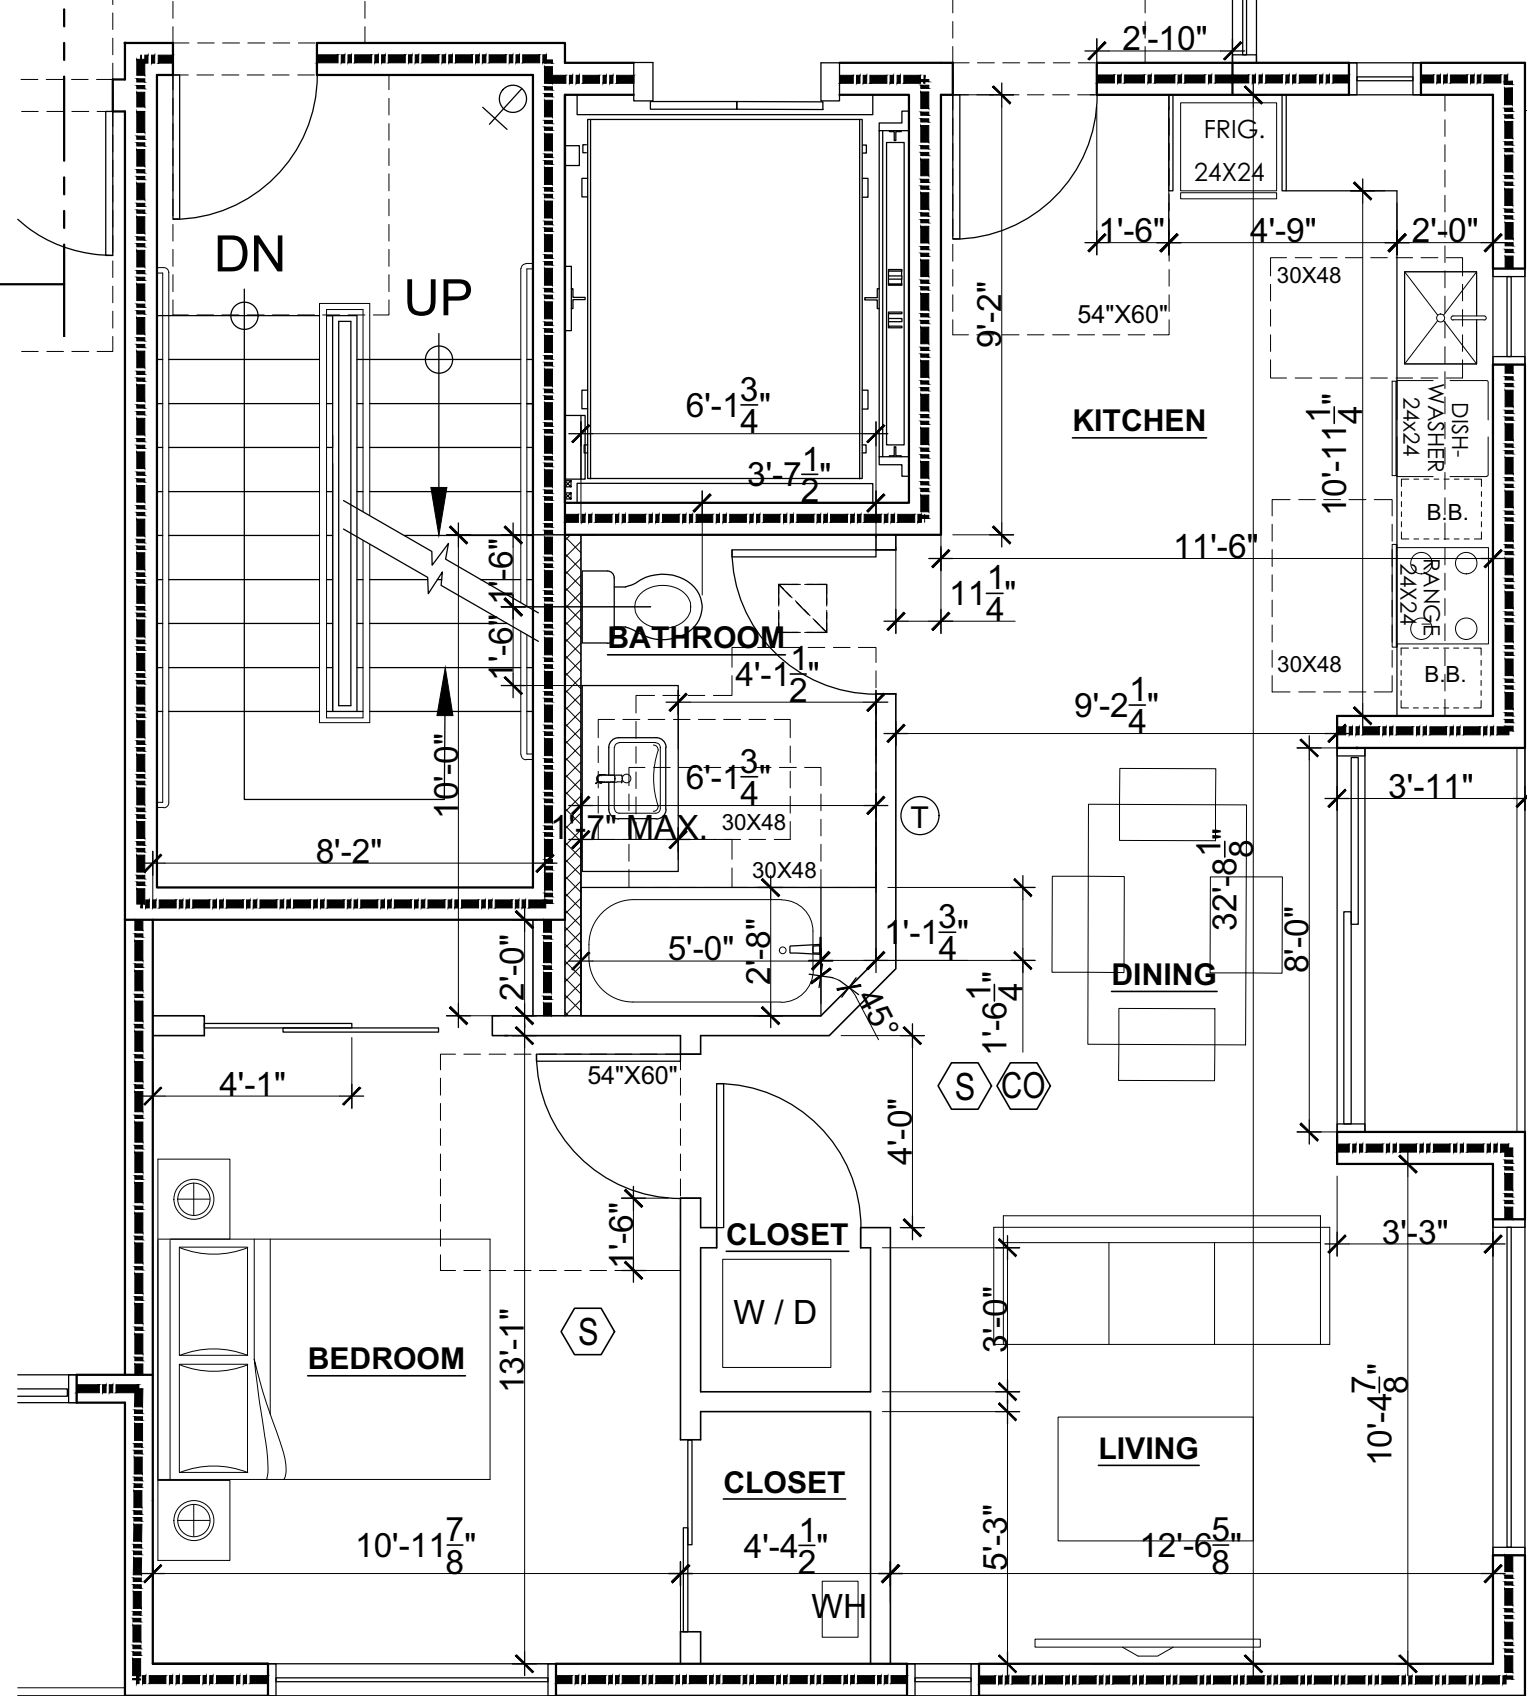 2'-10"
FRIG.
24X24
DN
UP
1'-6"
4'-9"
2'-0"
30X48
54"X60"
9'-2"
6'-1 3/4"
KITCHEN
10'-11 1/4"
DISH-
WASHER
24x24
3'-7 1/2"
B.B.
11'-6"
1'-6"
11 1/4"
RANGE
24X24
BATHROOM
1'-6"
4'-1 1/2"
30X48
B.B.
9'-2 1/4"
10'-0"
6'-1 3/4"
3'-11"
1'-7" MAX.
30X48
T
8'-2"
30X48
32'-8 1/8"
5'-0"
2'-8"
1'-1 3/4"
8'-0"
DINING
2'-0"
45°
1'-6 1/4"
4'-1"
54"X60"
S
CO
4'-0"
1'-6"
CLOSET
3'-3"
W / D
S
3'-0"
BEDROOM
13'-1"
10'-4 7/8"
LIVING
CLOSET
10'-11 7/8"
4'-4 1/2"
5'-3"
12'-6 5/8"
WH